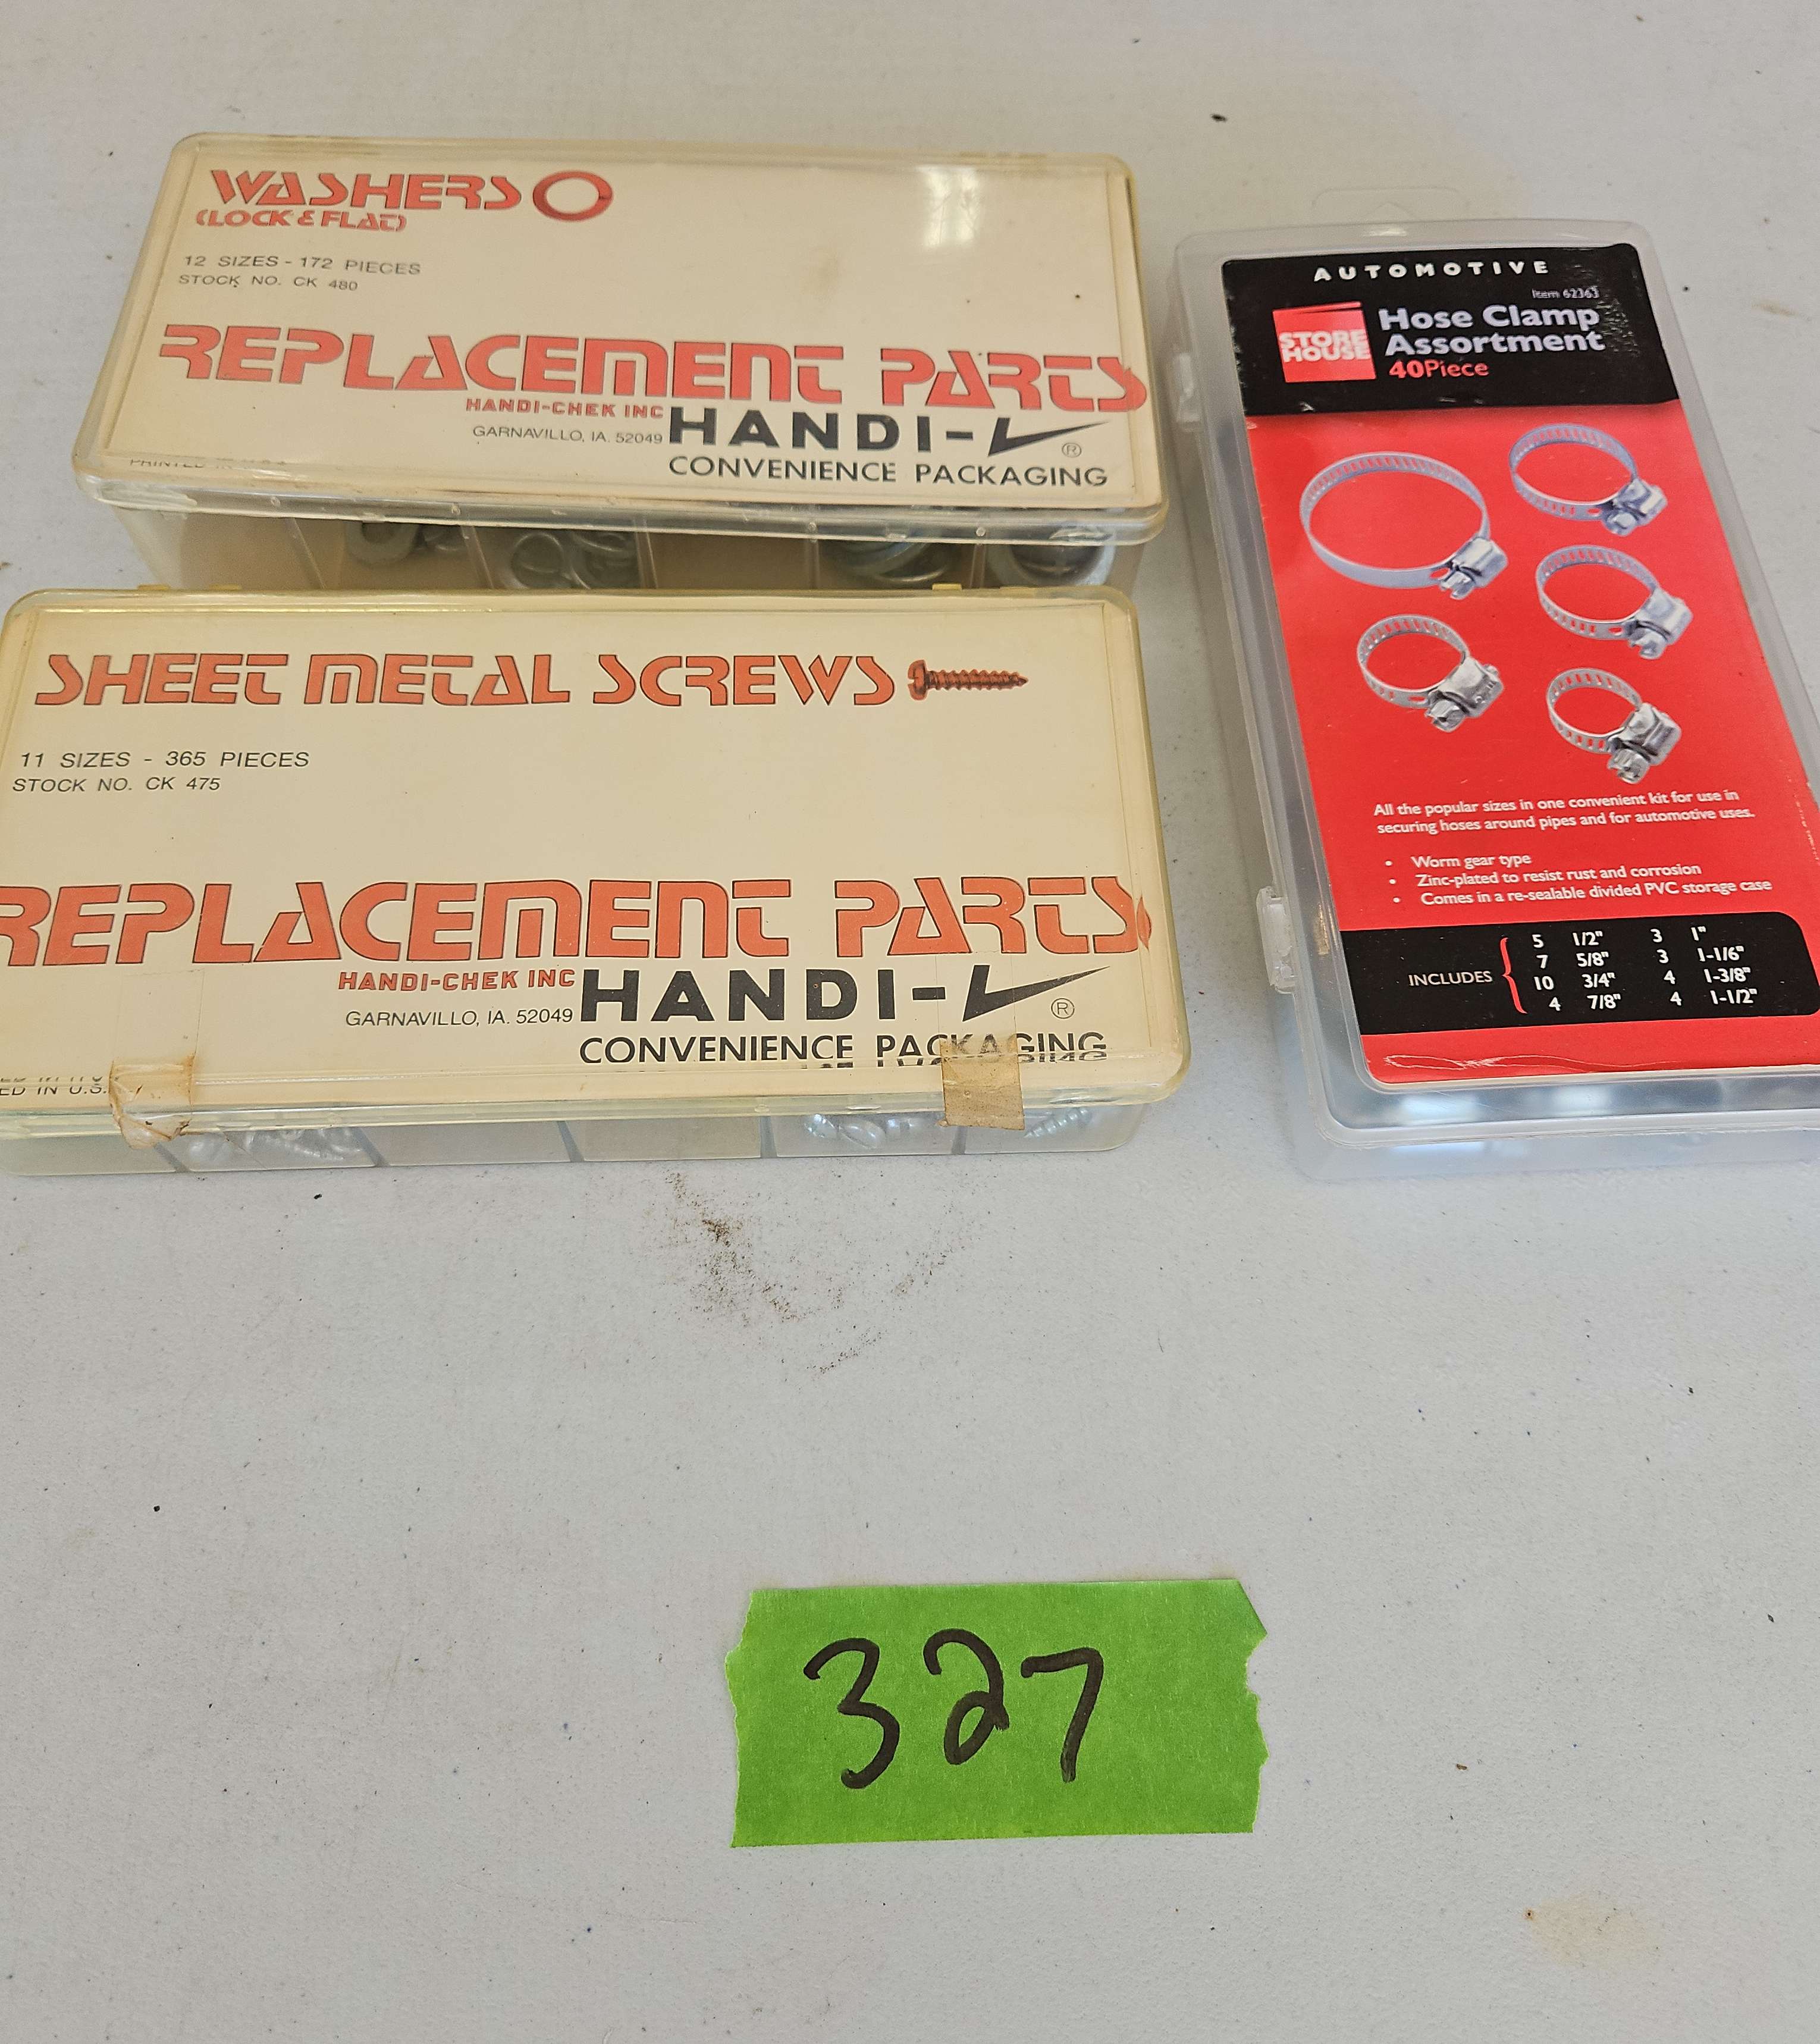 WASHERS
(LOCK & FLAT)
12 SIZES - 172 PIECES
STOCK NO. CK 480
REPLACEMENT PARTS
HANDI-CHEK INC
GARNAVILLO, IA. 52049
HANDI-✓®
CONVENIENCE PACKAGING
PRINTED IN U.S.A.
SHEET METAL SCREWS
11 SIZES - 365 PIECES
STOCK NO. CK 475
REPLACEMENT PARTS
HANDI-CHEK INC
GARNAVILLO, IA. 52049
HANDI-✓®
CONVENIENCE PACKAGING
ED IN U.S.
AUTOMOTIVE
Item 62363
STORE
HOUSE
Hose Clamp
Assortment
40Piece
All the popular sizes in one convenient kit for use in
securing hoses around pipes and for automotive uses.
• Worm gear type
• Zinc-plated to resist rust and corrosion
• Comes in a re-sealable divided PVC storage case
INCLUDES
5 1/2" 3 1"
7 5/8" 3 1-1/6"
10 3/4" 4 1-3/8"
4 7/8" 4 1-1/2"
327